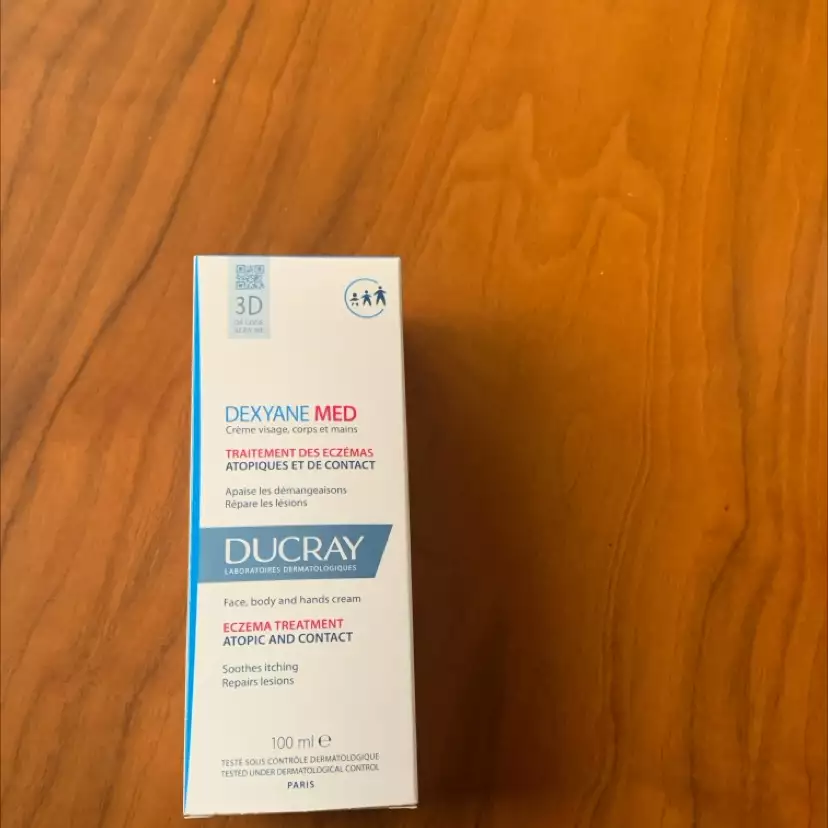 3D
DEXYANE MED
Crème visage, corps et mains
TRAITEMENT DES ECZÉMAS
ATOPIQUES ET DE CONTACT
Apaise les démangeaisons
Répare les lésions
DUCRAY
LABORATOIRES DERMATOLOGIQUES
Face, body and hands cream
ECZEMA TREATMENT
ATOPIC AND CONTACT
Soothes itching
Repairs lesions
100 ml ℮
TESTÉ SOUS CONTRÔLE DERMATOLOGIQUE
TESTED UNDER DERMATOLOGICAL CONTROL
PARIS